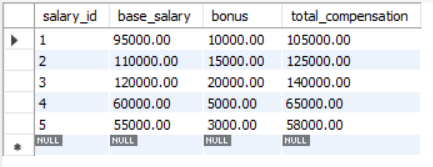 salary_id base_salary bonus total_compensation
1 95000.00 10000.00 105000.00
2 110000.00 15000.00 125000.00
3 120000.00 20000.00 140000.00
4 60000.00 5000.00 65000.00
5 55000.00 3000.00 58000.00
NULL NULL NULL NULL